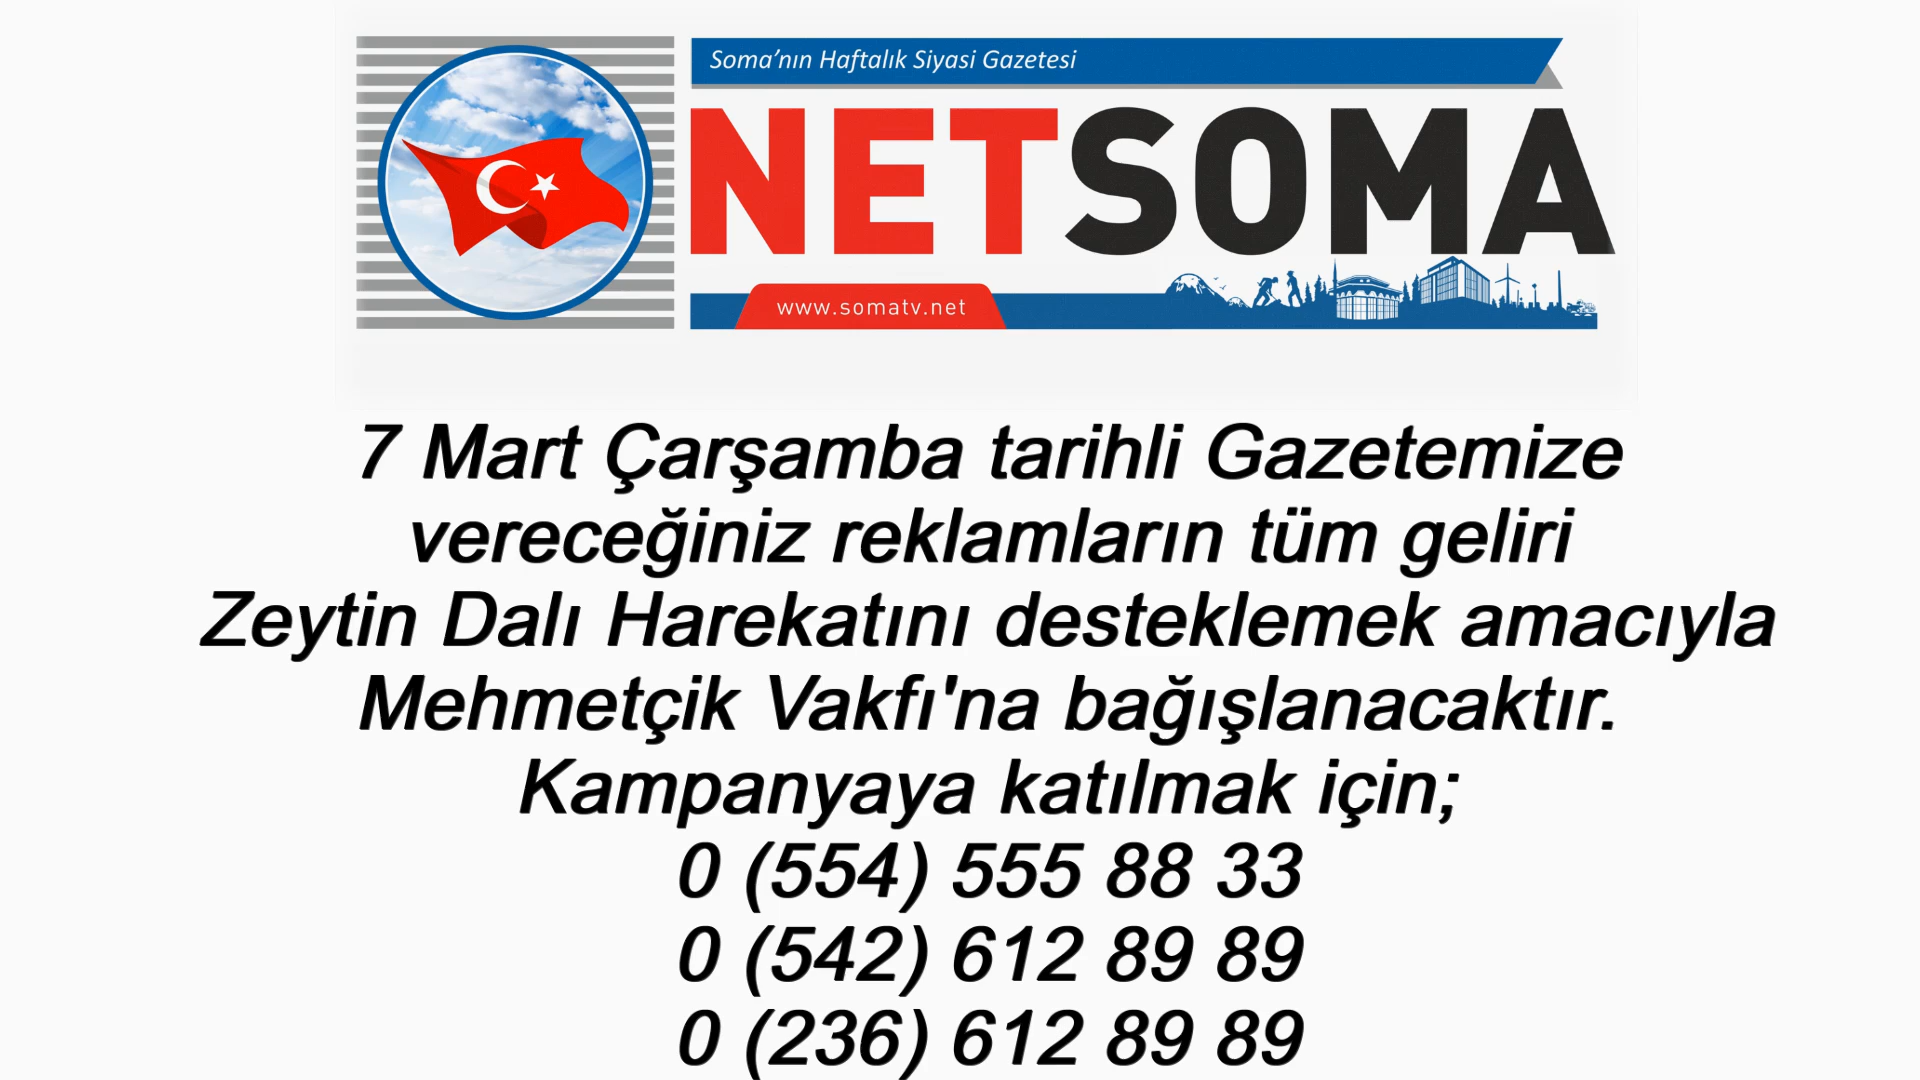 Soma’nın Haftalık Siyasi Gazetesi
NETSOMA
www.somatv.net
7 Mart Çarşamba tarihli Gazetemize
vereceğiniz reklamların tüm geliri
Zeytin Dalı Harekatını desteklemek amacıyla
Mehmetçik Vakfı'na bağışlanacaktır.
Kampanyaya katılmak için;
0 (554) 555 88 33
0 (542) 612 89 89
0 (236) 612 89 89